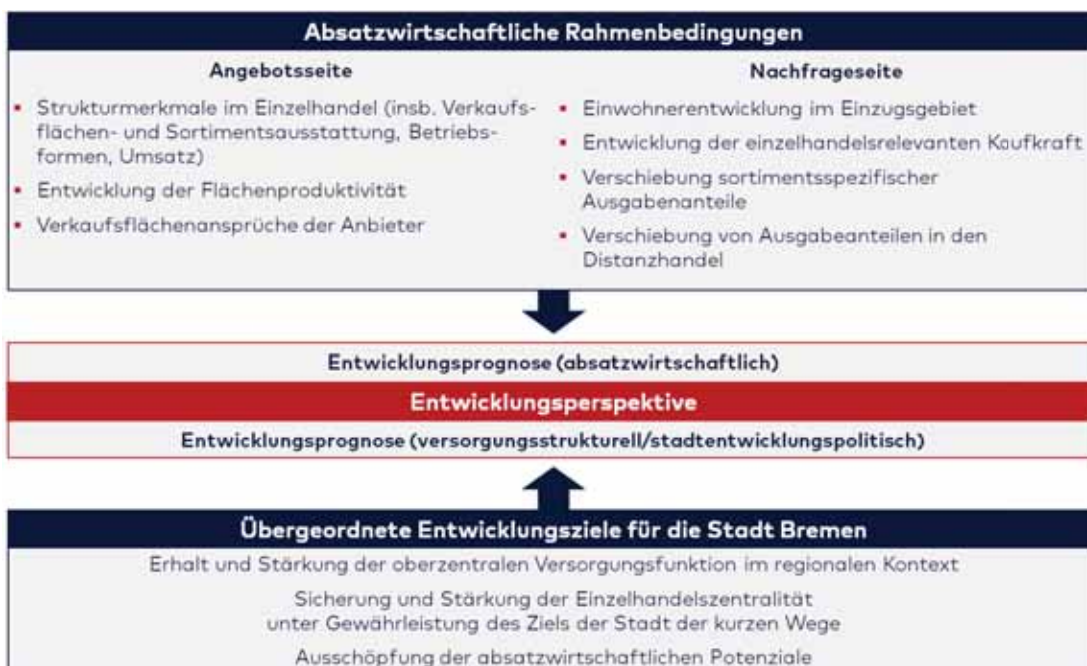 Absatzwirtschaftliche Rahmenbedingungen
Angebotsseite
▪ Strukturmerkmale im Einzelhandel (insb. Verkaufs-
flächen- und Sortimentsausstattung, Betriebs-
formen, Umsatz)
▪ Entwicklung der Flächenproduktivität
▪ Verkaufsflächenansprüche der Anbieter
Nachfrageseite
▪ Einwohnerentwicklung im Einzugsgebiet
▪ Entwicklung der einzelhandelsrelevanten Kaufkraft
▪ Verschiebung sortimentsspezifischer
Ausgabenanteile
▪ Verschiebung von Ausgabeanteilen in den
Distanzhandel
Entwicklungsprognose (absatzwirtschaftlich)
Entwicklungsperspektive
Entwicklungsprognose (versorgungsstrukturell/stadtentwicklungspolitisch)
Übergeordnete Entwicklungsziele für die Stadt Bremen
Erhalt und Stärkung der oberzentralen Versorgungsfunktion im regionalen Kontext
Sicherung und Stärkung der Einzelhandelszentralität
unter Gewährleistung des Ziels der Stadt der kurzen Wege
Ausschöpfung der absatzwirtschaftlichen Potenziale